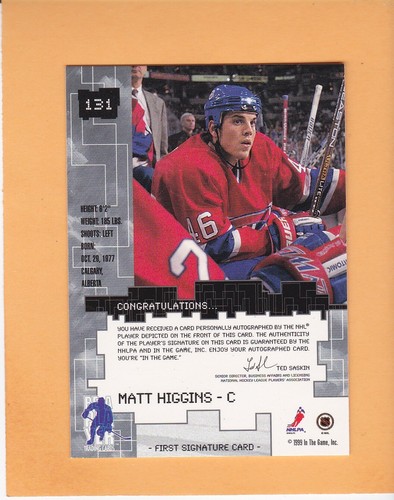 131
HEIGHT: 6'2"
WEIGHT: 185 LBS.
SHOOTS: LEFT
BORN:
OCT. 29, 1977
CALGARY,
ALBERTA
46
CONGRATULATIONS...
YOU HAVE RECEIVED A CARD PERSONALLY AUTOGRAPHED BY THE NHL®
PLAYER DEPICTED ON THE FRONT OF THIS CARD. THE AUTHENTICITY
OF THE PLAYER'S SIGNATURE ON THIS CARD IS GUARANTEED BY THE
NHLPA AND IN THE GAME, INC. ENJOY YOUR AUTOGRAPHED CARD.
YOU'RE "IN THE GAME."
TED SASKIN
SENIOR DIRECTOR, BUSINESS AFFAIRS AND LICENSING
NATIONAL HOCKEY LEAGUE PLAYERS' ASSOCIATION
MATT HIGGINS - C
NHLPA
- FIRST SIGNATURE CARD -
© 1999 In The Game, Inc.